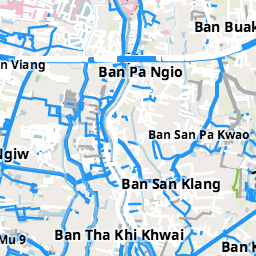 Ban Buak
n Viang
Ban Pa Ngio
Ban San Pa Kwao
Ngiw
Ban San Klang
Ban Tha Khi Khwai
Mu 9
Ban K